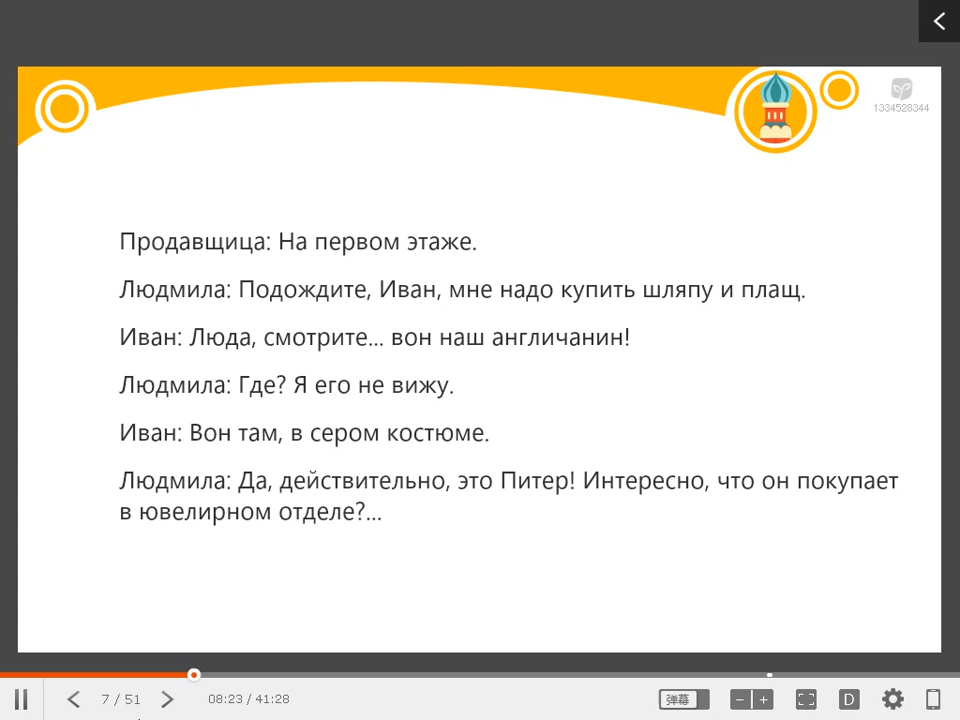 1334528344
Продавщица: На первом этаже.
Людмила: Подождите, Иван, мне надо купить шляпу и плащ.
Иван: Люда, смотрите... вон наш англичанин!
Людмила: Где? Я его не вижу.
Иван: Вон там, в сером костюме.
Людмила: Да, действительно, это Питер! Интересно, что он покупает
в ювелирном отделе?...
7 / 51
08:23 / 41:28
弹幕
D